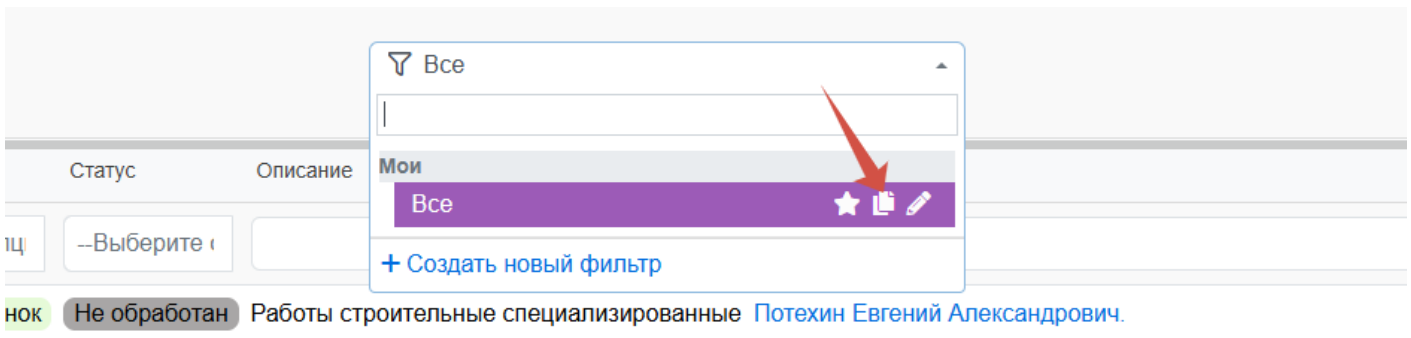 Все
Статус
Описание
Мои
Все
--Выберите
+ Создать новый фильтр
нок
Не обработан
Работы строительные специализированные Потехин Евгений Александрович.